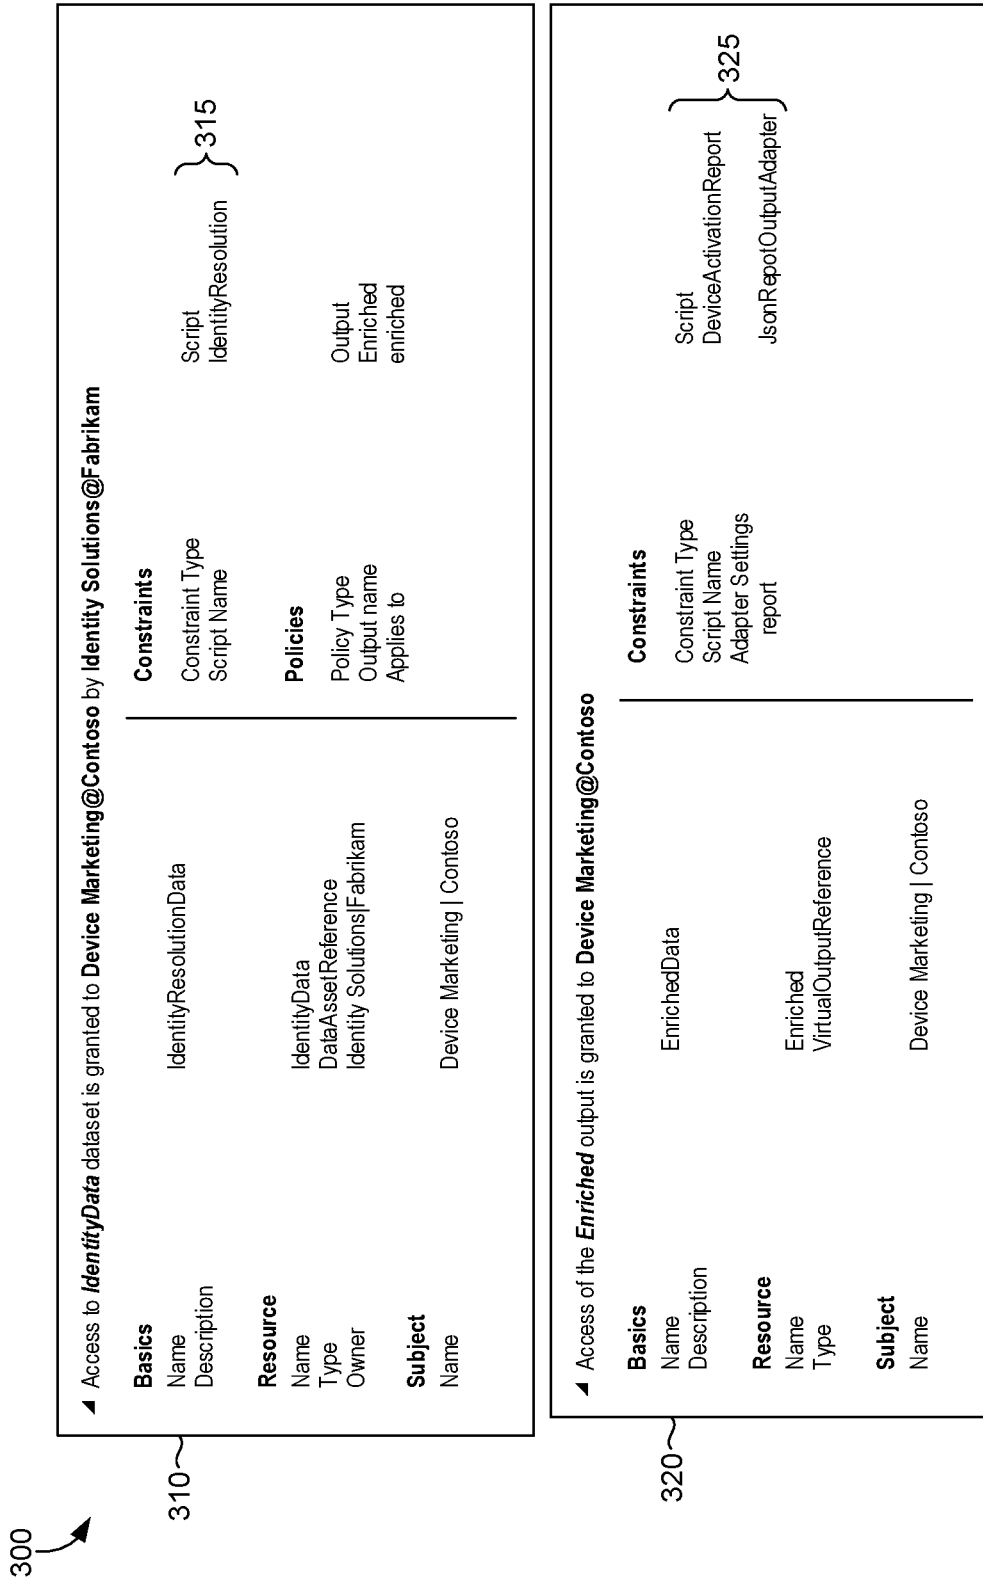 300
310
Access to IdentityData dataset is granted to Device Marketing@Contoso by Identity Solutions@Fabrikam
Basics
Name IdentityResolutionData
Description
Resource
Name IdentityData
Type DataAssetReference
Owner Identity Solutions|Fabrikam
Subject
Name Device Marketing | Contoso
Constraints
Constraint Type Script
Script Name IdentityResolution
315
Policies
Policy Type Output
Output name Enriched
Applies to enriched
320
Access of the Enriched output is granted to Device Marketing@Contoso
Basics
Name EnrichedData
Description
Resource
Name Enriched
Type VirtualOutputReference
Subject
Name Device Marketing | Contoso
Constraints
Constraint Type Script
Script Name DeviceActivationReport
Adapter Settings
report JsonRepotOutputAdapter
325